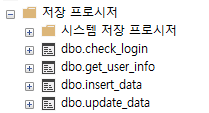 저장 프로시저
시스템 저장 프로시저
dbo.check_login
dbo.get_user_info
dbo.insert_data
dbo.update_data